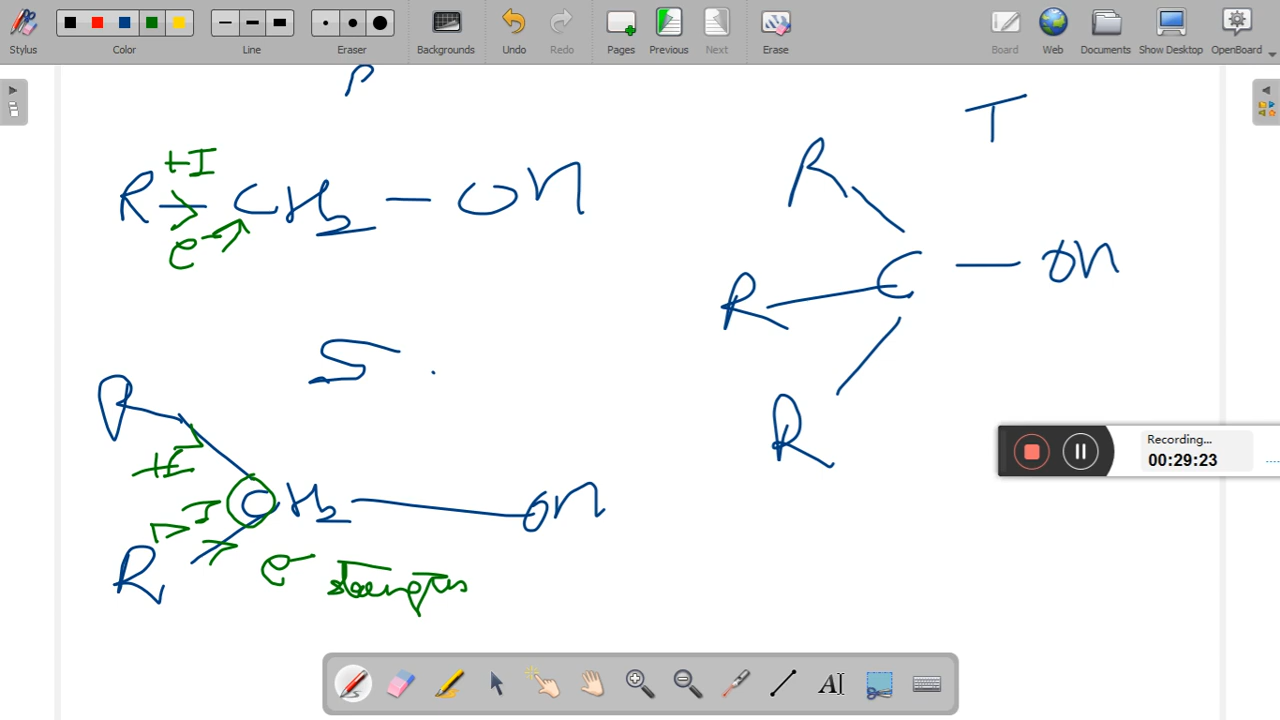 Stylus Color Line Eraser Backgrounds Undo Redo Pages Previous Next Erase Board Web Documents Show Desktop OpenBoard
P
T
+I
R CH2 - OH
e-
R
R C - OH
R
S
R
+I
CH2 OH
+I
R e- strength
Recording...
00:29:23